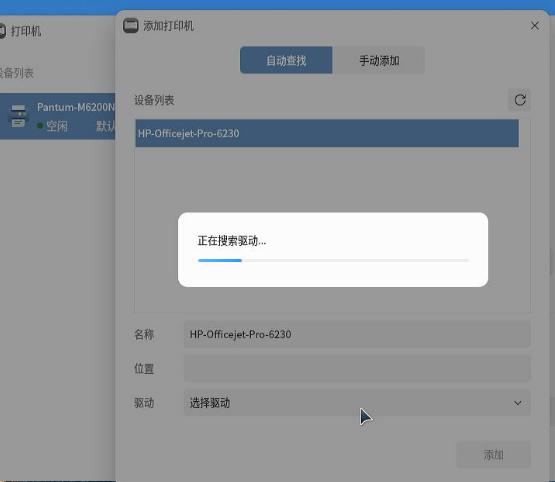 打印机
设备列表
Pantum-M6200N
空闲 默认
添加打印机
自动查找 手动添加
设备列表
HP-Officejet-Pro-6230
正在搜索驱动...
名称 HP-Officejet-Pro-6230
位置
驱动 选择驱动
添加